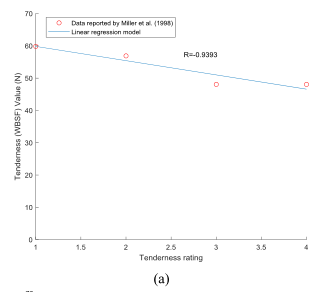 Data reported by Miller et al. (1998)
Linear regression model
R=-0.9393
Tenderness (WBSF) Value (N)
70
60
50
40
30
20
10
0
1 1.5 2 2.5 3 3.5 4
Tenderness rating
(a)